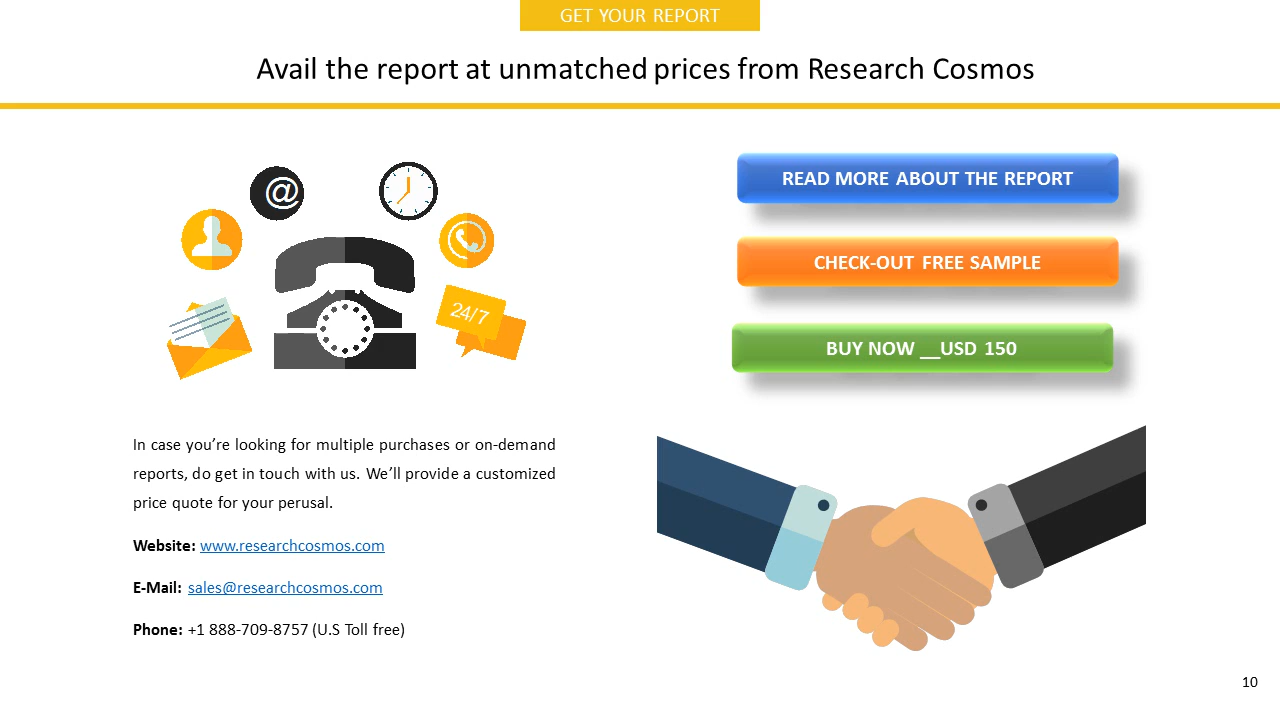 GET YOUR REPORT
Avail the report at unmatched prices from Research Cosmos
@
24/7
READ MORE ABOUT THE REPORT
CHECK-OUT FREE SAMPLE
BUY NOW __USD 150
In case you’re looking for multiple purchases or on-demand
reports, do get in touch with us. We’ll provide a customized
price quote for your perusal.
Website: www.researchcosmos.com
E-Mail: sales@researchcosmos.com
Phone: +1 888-709-8757 (U.S Toll free)
10